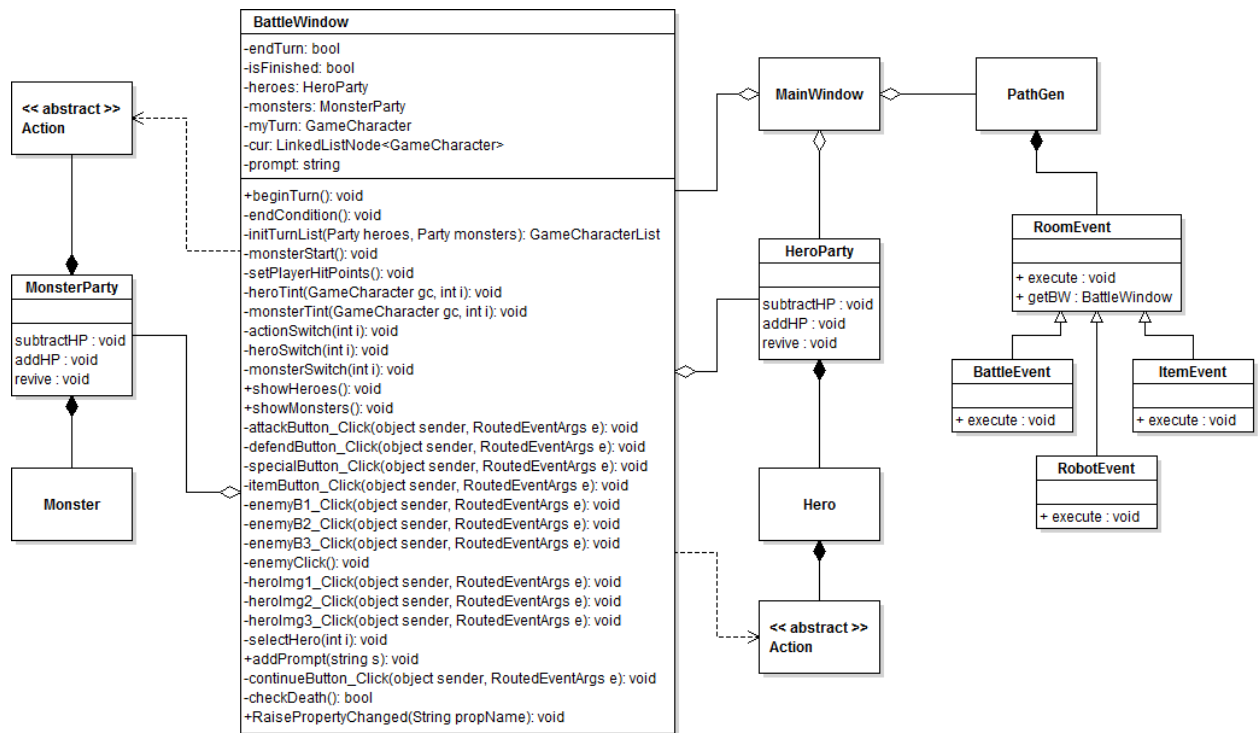 BattleWindow
-endTurn: bool
-isFinished: bool
-heroes: HeroParty
-monsters: MonsterParty
-myTurn: GameCharacter
-cur: LinkedListNode<GameCharacter>
-prompt: string
+beginTurn(): void
-endCondition(): void
-initTurnList(Party heroes, Party monsters): GameCharacterList
-monsterStart(): void
-setPlayerHitPoints(): void
-heroTint(GameCharacter gc, int i): void
-monsterTint(GameCharacter gc, int i): void
-actionSwitch(int i): void
-heroSwitch(int i): void
-monsterSwitch(int i): void
+showHeroes(): void
+showMonsters(): void
-attackButton_Click(object sender, RoutedEventArgs e): void
-defendButton_Click(object sender, RoutedEventArgs e): void
-specialButton_Click(object sender, RoutedEventArgs e): void
-itemButton_Click(object sender, RoutedEventArgs e): void
-enemyB1_Click(object sender, RoutedEventArgs e): void
-enemyB2_Click(object sender, RoutedEventArgs e): void
-enemyB3_Click(object sender, RoutedEventArgs e): void
-enemyClick(): void
-heroImg1_Click(object sender, RoutedEventArgs e): void
-heroImg2_Click(object sender, RoutedEventArgs e): void
-heroImg3_Click(object sender, RoutedEventArgs e): void
-selectHero(int i): void
+addPrompt(string s): void
-continueButton_Click(object sender, RoutedEventArgs e): void
-checkDeath(): bool
+RaisePropertyChanged(String propName): void
<< abstract >>
Action
MonsterParty
subtractHP : void
addHP : void
revive : void
Monster
MainWindow
PathGen
HeroParty
subtractHP : void
addHP : void
revive : void
Hero
<< abstract >>
Action
RoomEvent
+ execute : void
+ getBW : BattleWindow
BattleEvent
+ execute : void
ItemEvent
+ execute : void
RobotEvent
+ execute : void